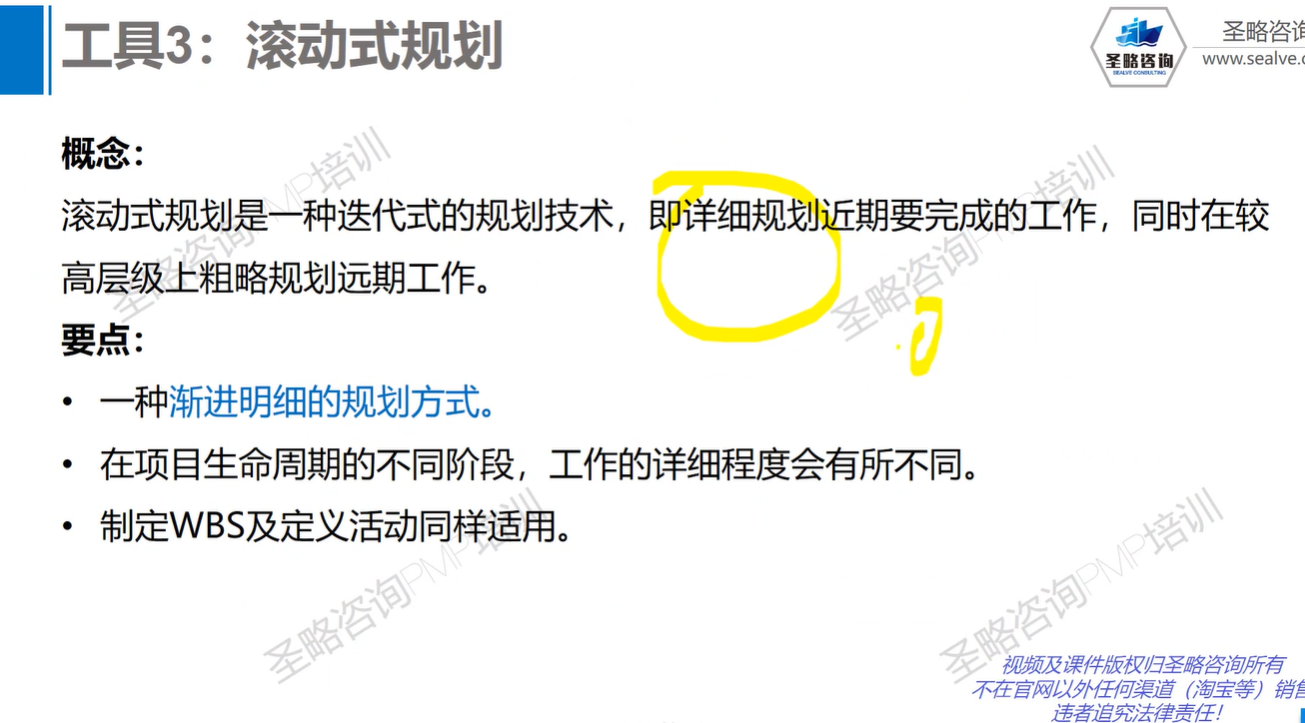 工具3：滚动式规划
圣略咨询
SEALVE CONSULTING
圣略咨询
www.sealve.c
概念：
滚动式规划是一种迭代式的规划技术，即详细规划近期要完成的工作，同时在较
高层级上粗略规划远期工作。
要点：
• 一种渐进明细的规划方式。
• 在项目生命周期的不同阶段，工作的详细程度会有所不同。
• 制定WBS及定义活动同样适用。
圣略咨询PMP培训
圣略咨询PMP培训
圣略咨询PMP培训
圣略咨询PMP培训
视频及课件版权归圣略咨询所有
不在官网以外任何渠道（淘宝等）销售
违者追究法律责任！